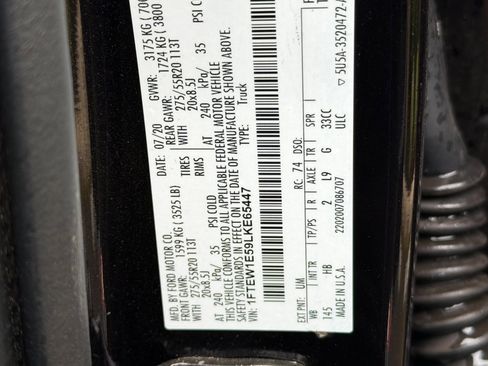 MFD. BY FORD MOTOR CO.
DATE: 07/20 GVWR: 3175 KG (
FRONT GAWR: 1599 KG (3525 LB) REAR GAWR: 1724 KG (3800
WITH 275/55R20 113T TIRES WITH 275/55R20 113T
20x8.5J RIMS 20x8.5J
AT 240 kPa/ 35 PSI COLD AT 240 kPa/ 35 PSI C
THIS VEHICLE CONFORMS TO ALL APPLICABLE FEDERAL MOTOR VEHICLE
SAFETY STANDARDS IN EFFECT ON THE DATE OF MANUFACTURE SHOWN ABOVE.
VIN: 1FTEW1E59LKE65447 TYPE: Truck
EXT PNT: UM RC: 74 DSO:
WB INT TR TP/PS R AXLE TR SPR
145 HB 2 L9 G 33CC
MADE IN U.S.A. 2202007086707 ULC
▽ 5U5A-3520472-